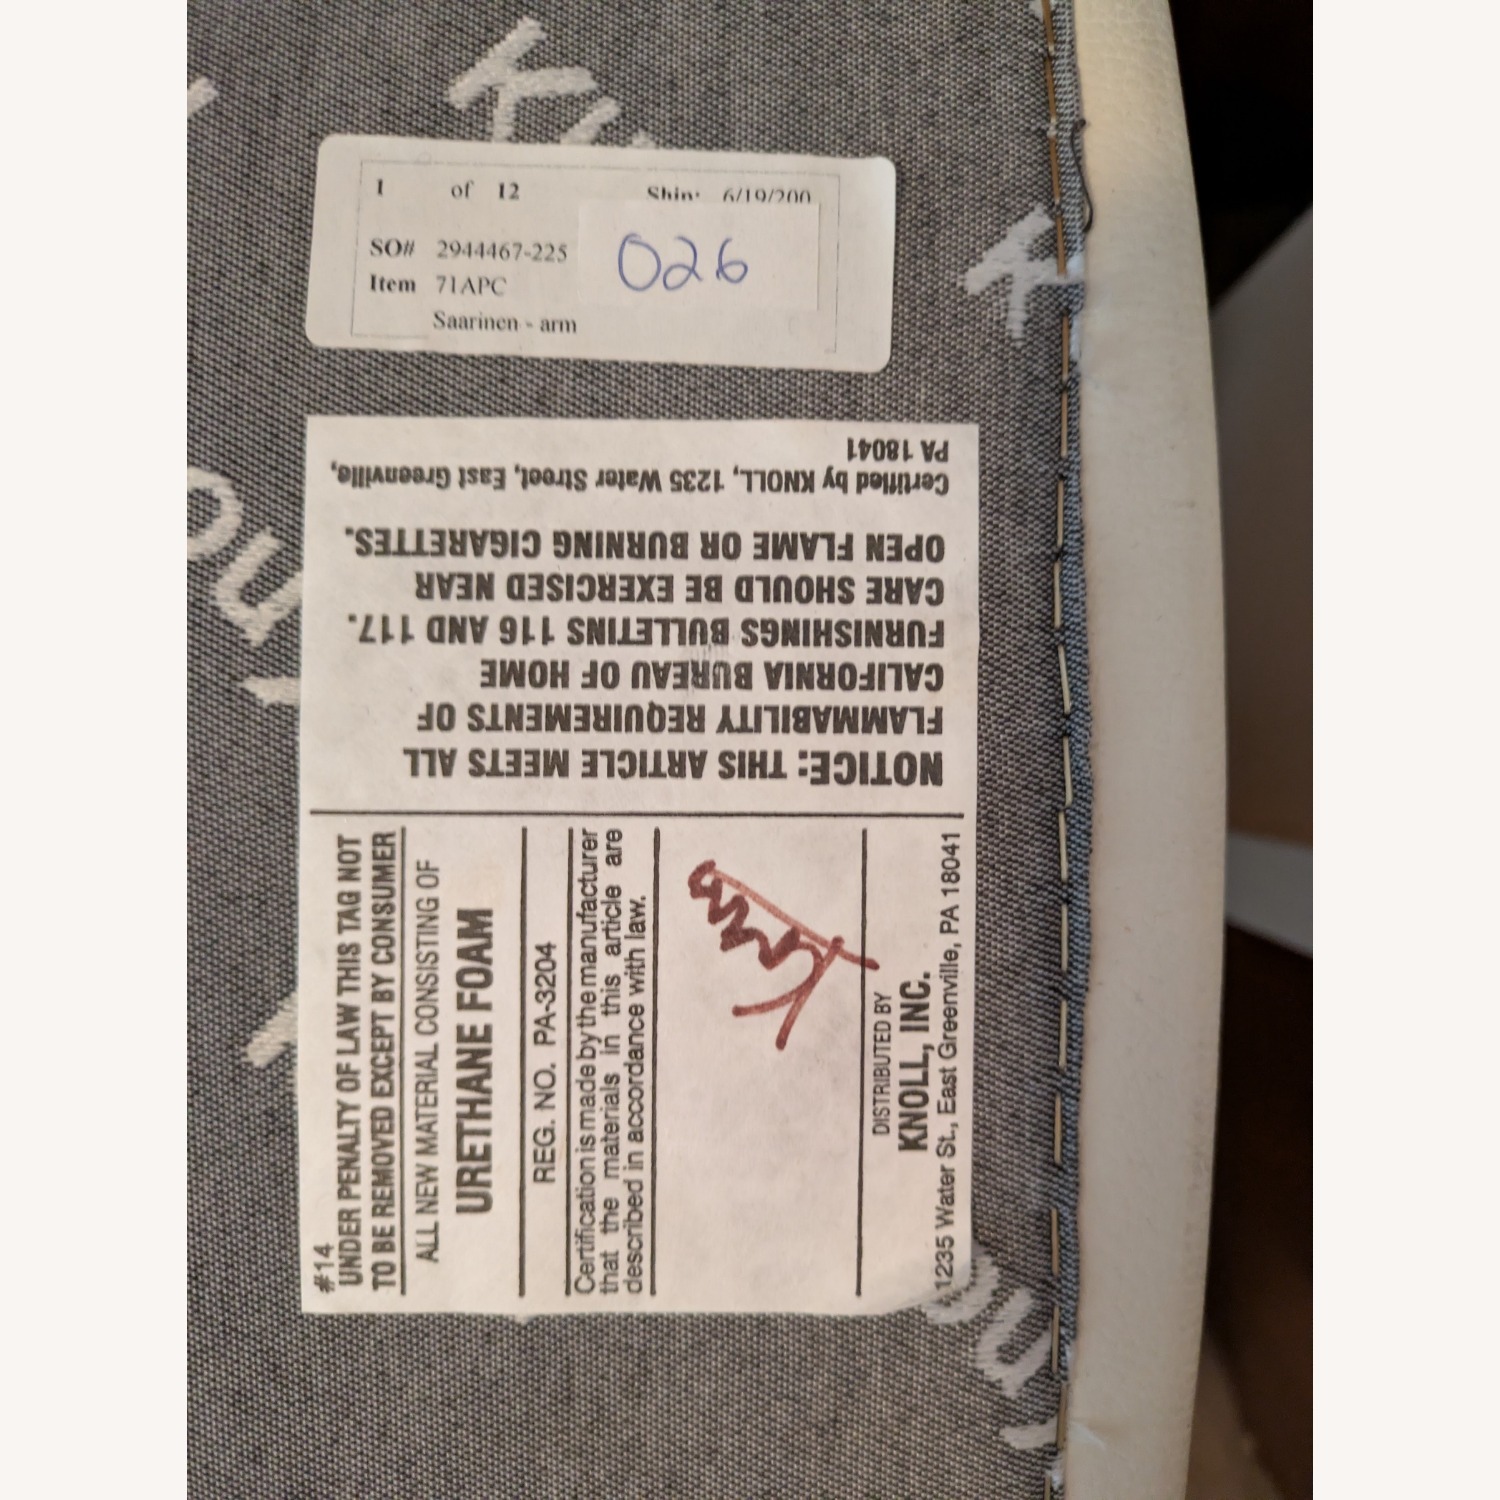 1 of 12 Ship: 6/19/200
SO# 2944467-225
026
Item 71APC
Saarinen - arm
NOTICE: THIS ARTICLE MEETS ALL
FLAMMABILITY REQUIREMENTS OF
CALIFORNIA BUREAU OF HOME
FURNISHINGS BULLETINS 116 AND 117.
CARE SHOULD BE EXERCISED NEAR
OPEN FLAME OR BURNING CIGARETTES.
Certified by KNOLL, 1235 Water Street, East Greenville,
PA 18041
#14
UNDER PENALTY OF LAW THIS TAG NOT
TO BE REMOVED EXCEPT BY CONSUMER
ALL NEW MATERIAL CONSISTING OF
URETHANE FOAM
REG. NO. PA-3204
Certification is made by the manufacturer
that the materials in this article are
described in accordance with law.
DISTRIBUTED BY
KNOLL, INC.
1235 Water St., East Greenville, PA 18041